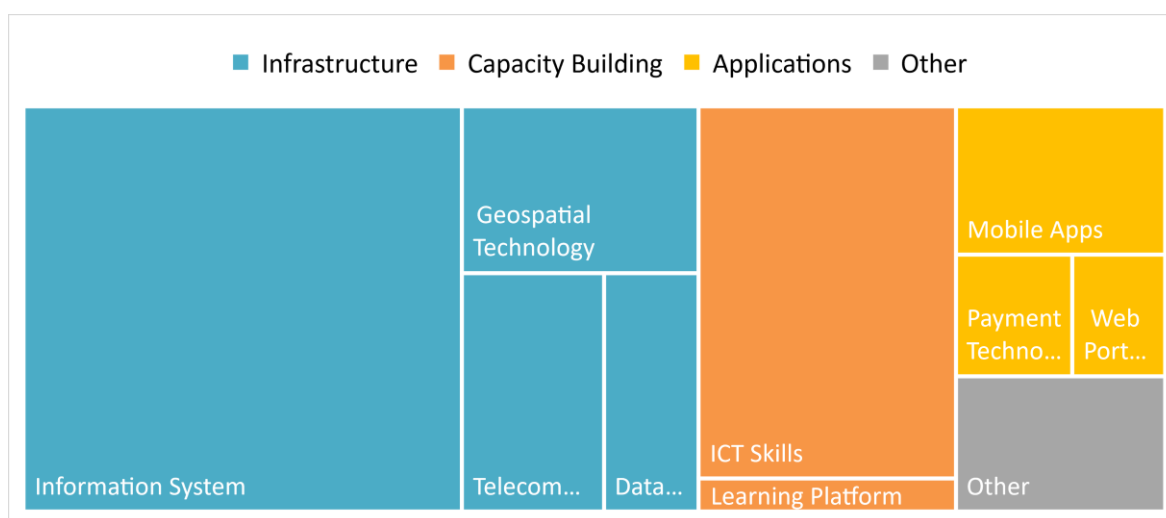 Infrastructure Capacity Building Applications Other
Geospatial
Technology
Mobile Apps
Payment
Techno...
Web
Port...
ICT Skills
Information System
Telecom...
Data...
Learning Platform
Other